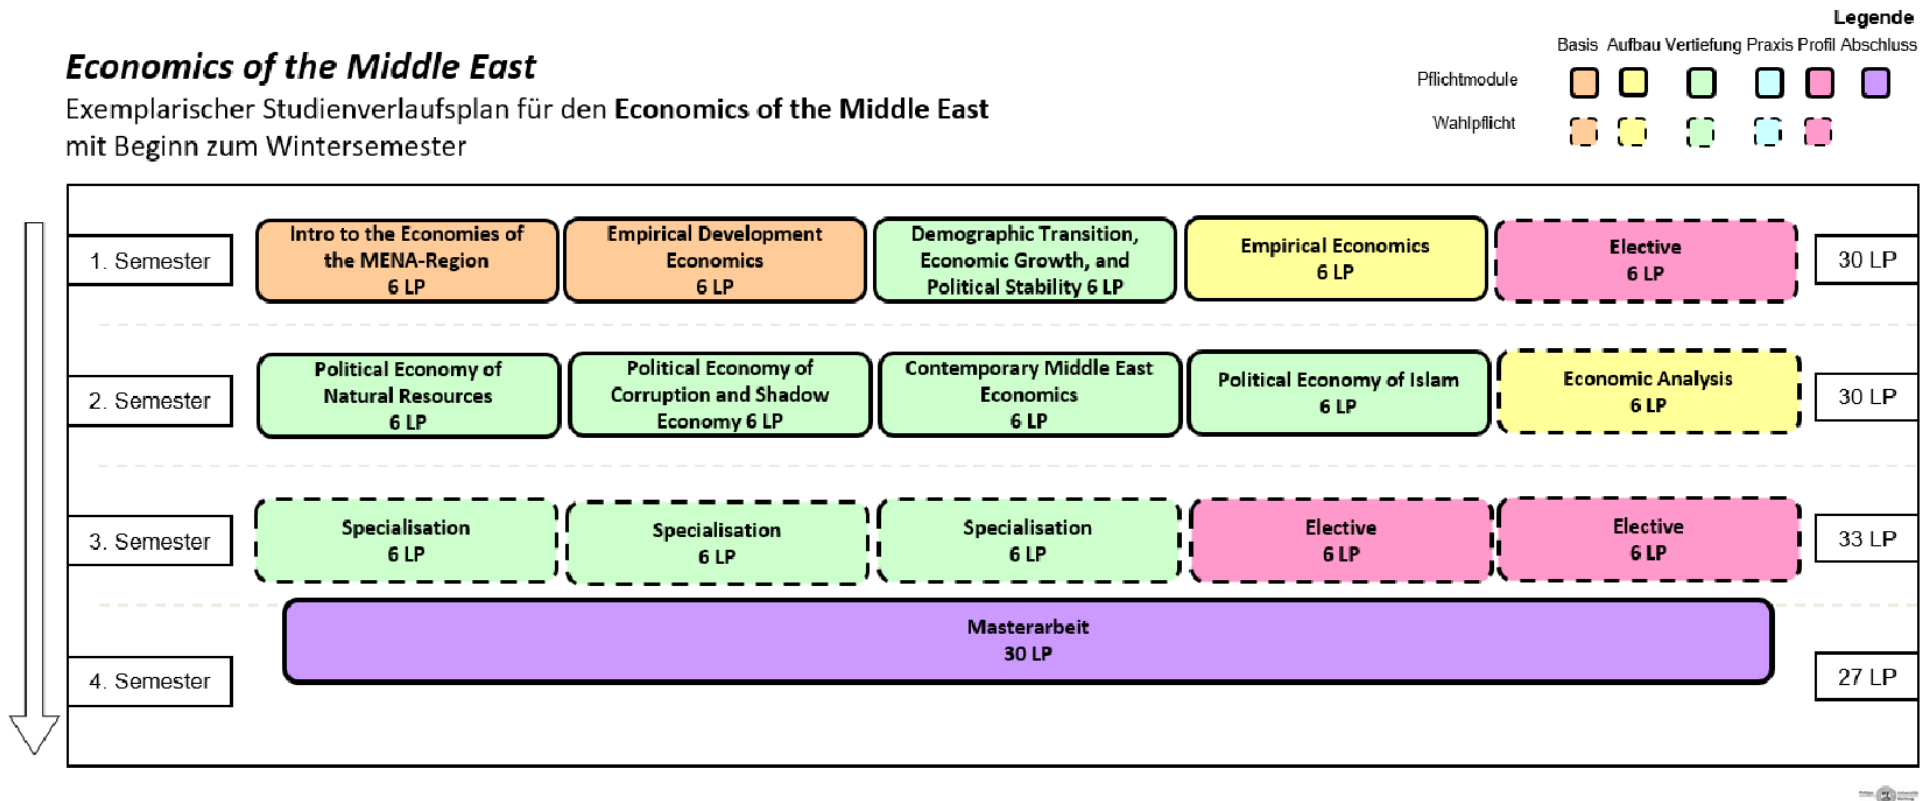 Legende
Basis Aufbau Vertiefung Praxis Profil Abschluss
Pflichtmodule
Wahlpflicht
Economics of the Middle East
Exemplarischer Studienverlaufsplan für den Economics of the Middle East
mit Beginn zum Wintersemester
1. Semester
Intro to the Economies of
the MENA-Region
6 LP
Empirical Development
Economics
6 LP
Demographic Transition,
Economic Growth, and
Political Stability 6 LP
Empirical Economics
6 LP
Elective
6 LP
30 LP
2. Semester
Political Economy of
Natural Resources
6 LP
Political Economy of
Corruption and Shadow
Economy 6 LP
Contemporary Middle East
Economics
6 LP
Political Economy of Islam
6 LP
Economic Analysis
6 LP
30 LP
3. Semester
Specialisation
6 LP
Specialisation
6 LP
Specialisation
6 LP
Elective
6 LP
Elective
6 LP
33 LP
Masterarbeit
30 LP
4. Semester
27 LP